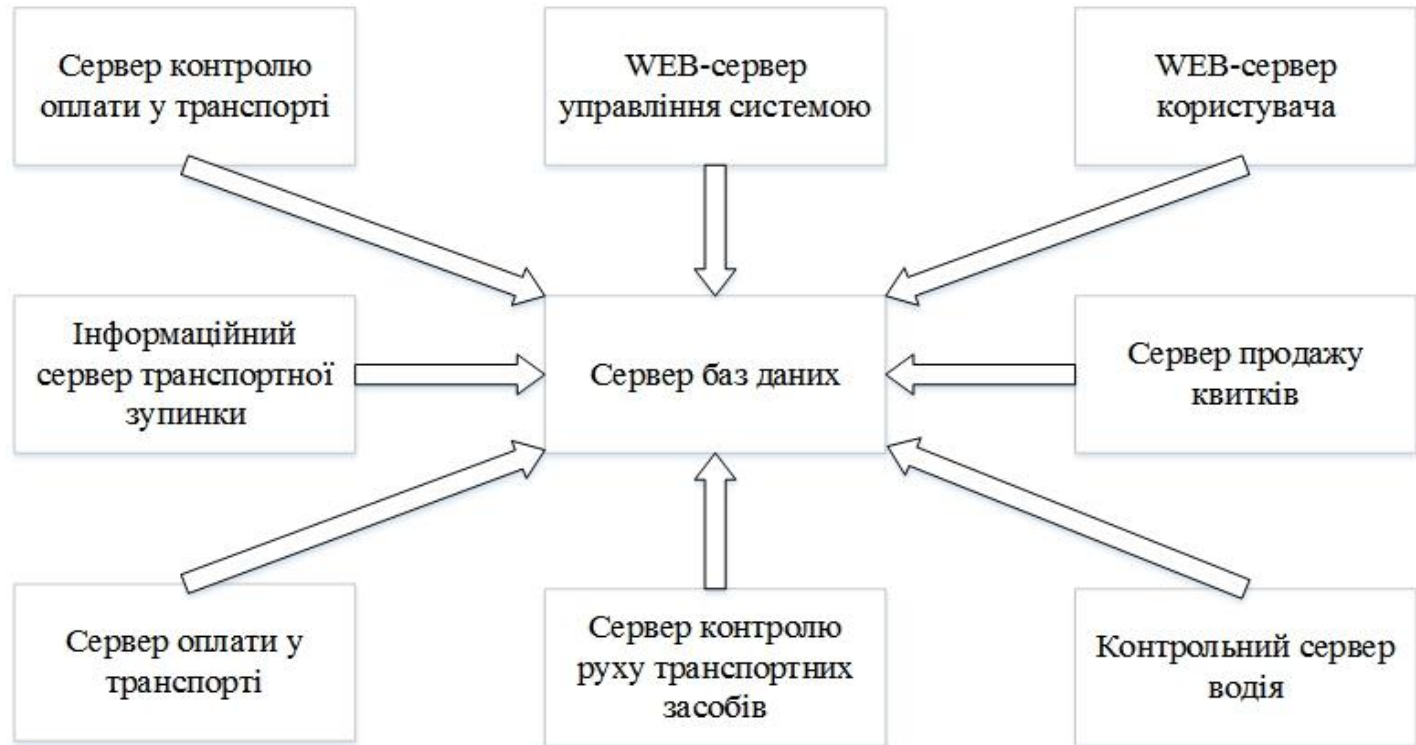 Сервер контролю
оплати у транспорті
WEB-сервер
управління системою
WEB-сервер
користувача
Інформаційний
сервер транспортної
зупинки
Сервер баз даних
Сервер продажу
квитків
Сервер оплати у
транспорті
Сервер контролю
руху транспортних
засобів
Контрольний сервер
водія